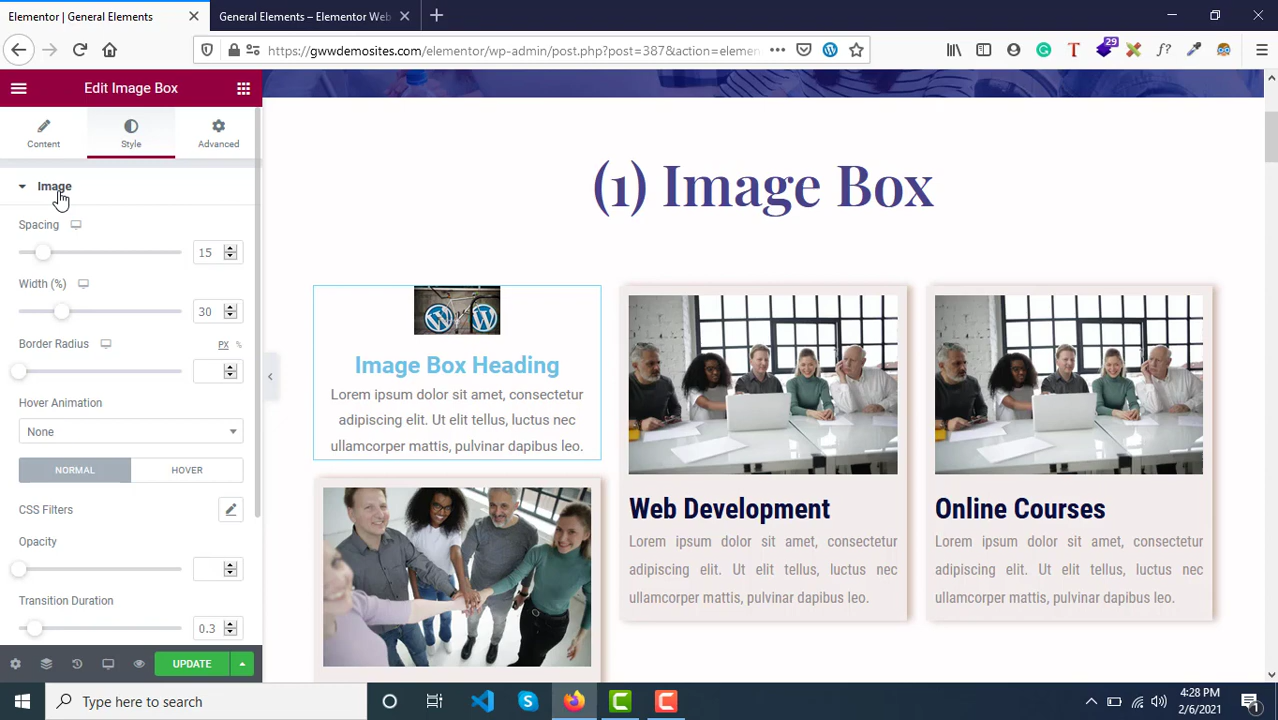 Elementor | General Elements
General Elements – Elementor Web
https://gwwdemosites.com/elementor/wp-admin/post.php?post=387&action=elemen
29
Edit Image Box
Content
Style
Advanced
Image
Spacing
15
Width (%)
30
Border Radius
PX %
Hover Animation
None
NORMAL
HOVER
CSS Filters
Opacity
Transition Duration
0.3
UPDATE
(1) Image Box
Image Box Heading
Lorem ipsum dolor sit amet, consectetur
adipiscing elit. Ut elit tellus, luctus nec
ullamcorper mattis, pulvinar dapibus leo.
Web Development
Lorem ipsum dolor sit amet, consectetur
adipiscing elit. Ut elit tellus, luctus nec
ullamcorper mattis, pulvinar dapibus leo.
Online Courses
Lorem ipsum dolor sit amet, consectetur
adipiscing elit. Ut elit tellus, luctus nec
ullamcorper mattis, pulvinar dapibus leo.
Type here to search
4:28 PM
2/6/2021
1